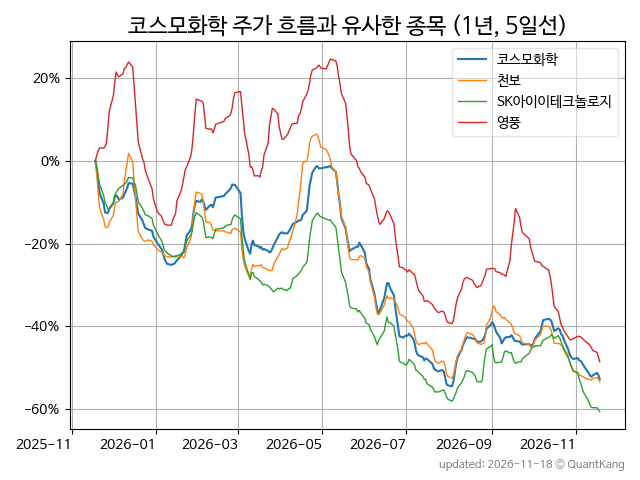 코스모화학 주가 흐름과 유사한 종목 (1년, 5일선)
코스모화학
천보
SK아이이테크놀로지
영풍
20%
0%
−20%
−40%
−60%
2025−11 2026−01 2026−03 2026−05 2026−07 2026−09 2026−11
updated: 2026-11-18 © QuantKang